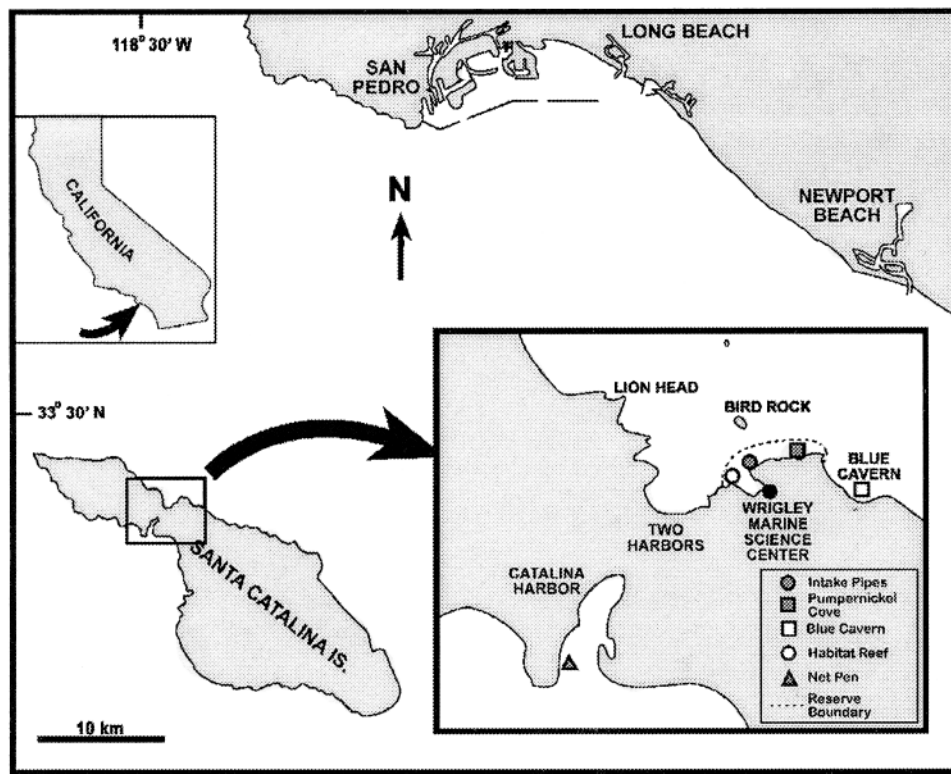 118° 30' W
SAN
PEDRO
LONG BEACH
NEWPORT
BEACH
CALIFORNIA
N
33° 30' N
SANTA CATALINA IS.
10 km
LION HEAD
BIRD ROCK
BLUE
CAVERN
TWO
HARBORS
WRIGLEY
MARINE
SCIENCE
CENTER
CATALINA
HARBOR
Intake Pipes
Pumpernickel
Cove
Blue Cavern
Habitat Reef
Net Pen
Reserve
Boundary